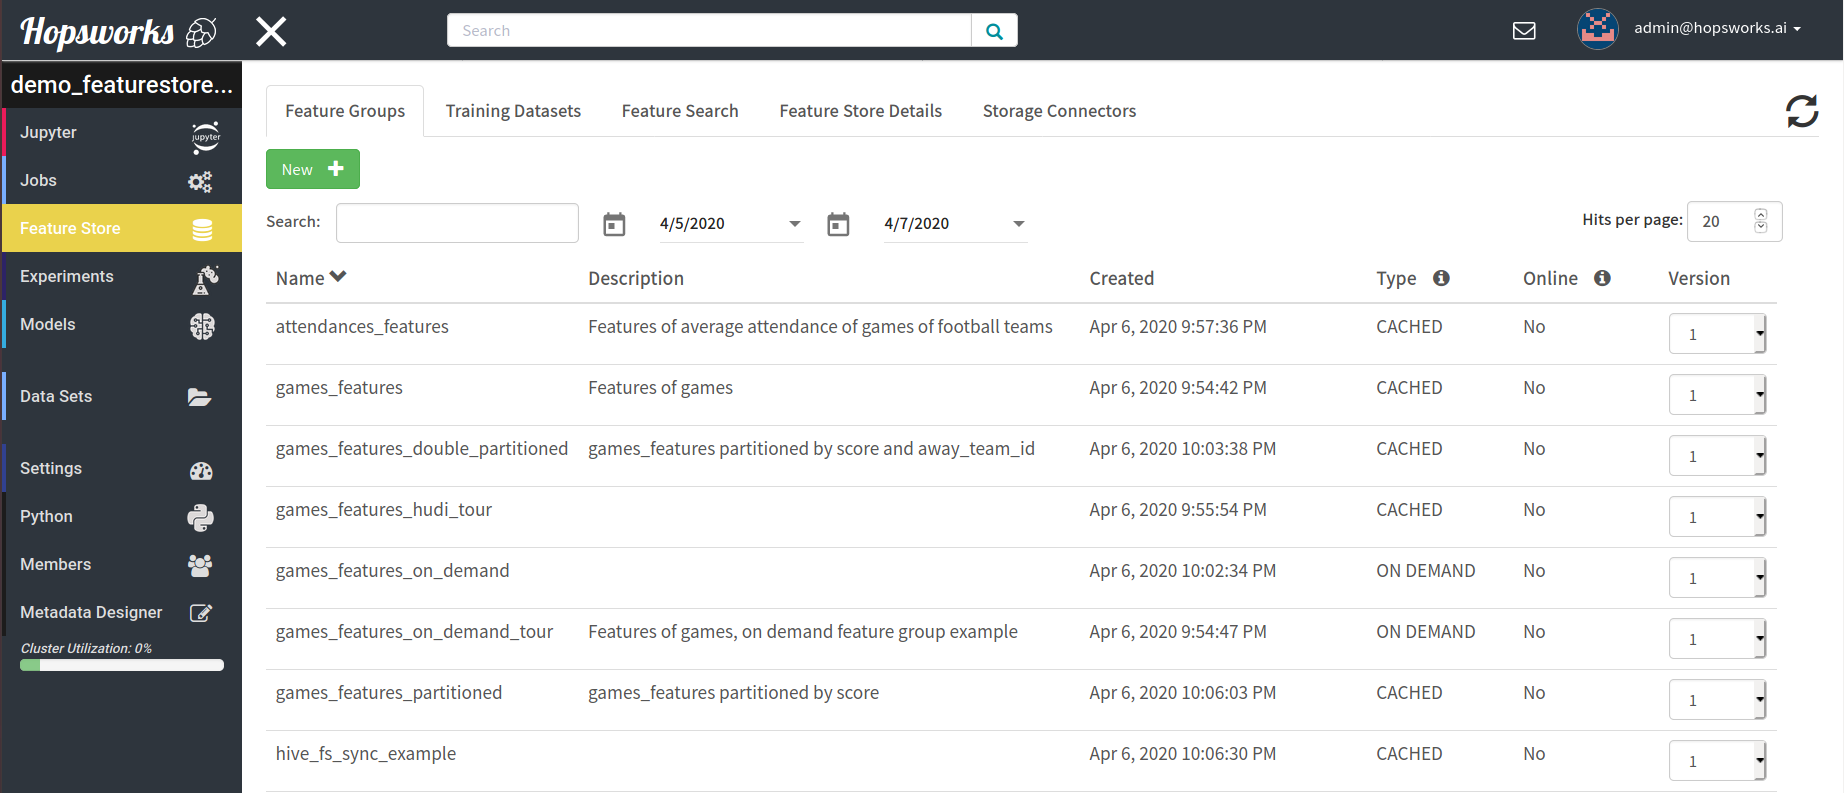 Hopsworks
Search
admin@hopsworks.ai
demo_featurestore...
Jupyter
jupyter
Jobs
Feature Store
Experiments
Models
Data Sets
Settings
Python
Members
Metadata Designer
Cluster Utilization: 0%
Feature Groups Training Datasets Feature Search Feature Store Details Storage Connectors
New
Search: 4/5/2020 4/7/2020 Hits per page: 20
Name Description Created Type Online Version
attendances_features Features of average attendance of games of football teams Apr 6, 2020 9:57:36 PM CACHED No 1
games_features Features of games Apr 6, 2020 9:54:42 PM CACHED No 1
games_features_double_partitioned games_features partitioned by score and away_team_id Apr 6, 2020 10:03:38 PM CACHED No 1
games_features_hudi_tour Apr 6, 2020 9:55:54 PM CACHED No 1
games_features_on_demand Apr 6, 2020 10:02:34 PM ON DEMAND No 1
games_features_on_demand_tour Features of games, on demand feature group example Apr 6, 2020 9:54:47 PM ON DEMAND No 1
games_features_partitioned games_features partitioned by score Apr 6, 2020 10:06:03 PM CACHED No 1
hive_fs_sync_example Apr 6, 2020 10:06:30 PM CACHED No 1